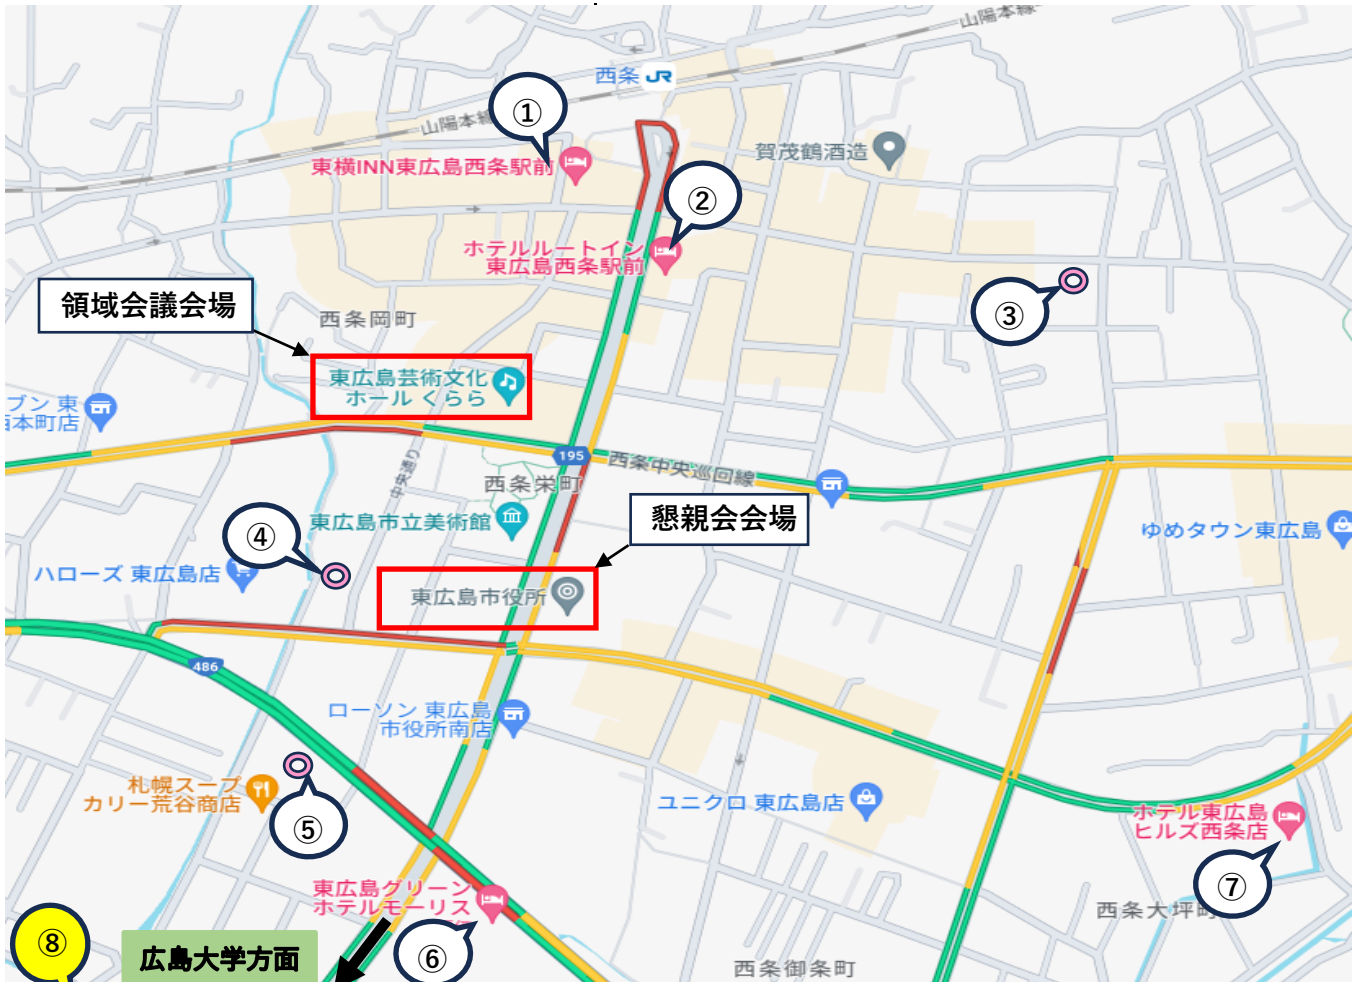 山陽本線
西条 JR
①
山陽本線
東横INN東広島西条駅前
賀茂鶴酒造
②
ホテルルートイン
東広島西条駅前
領域会議会場
西条岡町
③
東広島芸術文化
ホール くらら
ブン 東
本町店
195
西条中央巡回線
中央通り
西条栄町
懇親会会場
東広島市立美術館
④
ゆめタウン東広島
ハローズ 東広島店
東広島市役所
486
ローソン 東広島
市役所南店
札幌スープ
カリー荒谷商店
ユニクロ 東広島店
⑤
ホテル東広島
ヒルズ西条店
⑦
東広島グリーン
ホテルモーリス
西条大坪町
⑧
広島大学方面
⑥
西条御条町